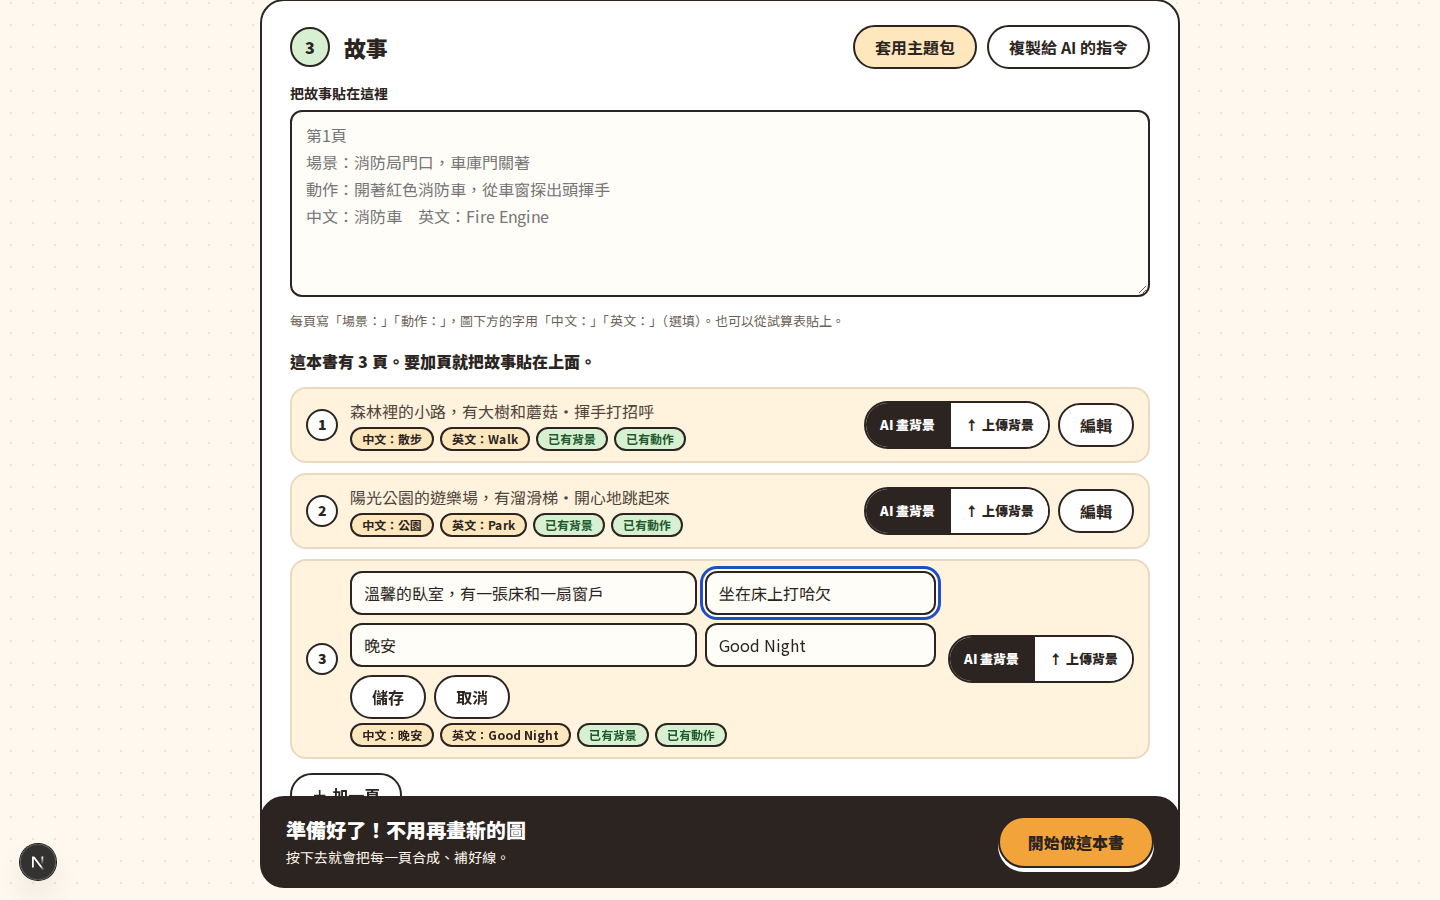 3 故事 套用主題包 複製給 AI 的指令
把故事貼在這裡
第1頁
場景：消防局門口，車庫門關著
動作：開著紅色消防車，從車窗探出頭揮手
中文：消防車　英文：Fire Engine
每頁寫「場景：」「動作：」，圖下方的字用「中文：」「英文：」（選填）。也可以從試算表貼上。
這本書有 3 頁。要加頁就把故事貼在上面。
1 森林裡的小路，有大樹和蘑菇・揮手打招呼
中文：散步 英文：Walk 已有背景 已有動作
AI 畫背景 ↑ 上傳背景 編輯
2 陽光公園的遊樂場，有溜滑梯・開心地跳起來
中文：公園 英文：Park 已有背景 已有動作
AI 畫背景 ↑ 上傳背景 編輯
溫馨的臥室，有一張床和一扇窗戶 坐在床上打哈欠
晚安 Good Night
3 AI 畫背景 ↑ 上傳背景
儲存 取消
中文：晚安 英文：Good Night 已有背景 已有動作
＋ 加一頁
準備好了！不用再畫新的圖
按下去就會把每一頁合成、補好線。
開始做這本書
N